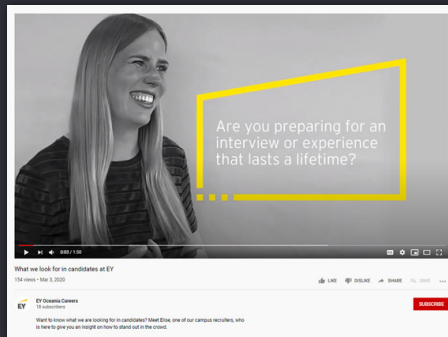 Are you preparing for an
interview or experience
that lasts a lifetime?
0:03 / 1:50
What we look for in candidates at EY
154 views • Mar 3, 2020
LIKE DISLIKE SHARE SAVE
EY
EY Oceania Careers
18 subscribers
SUBSCRIBE
Want to know what we are looking for in candidates? Meet Elise, one of our campus recruiters, who
is here to give you an insight on how to stand out in the crowd.